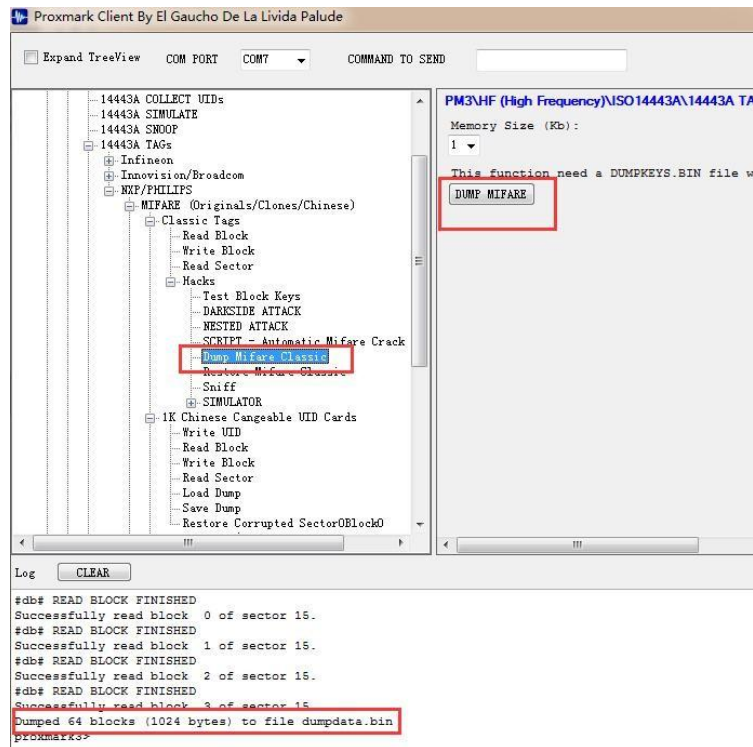 Proxmark Client By El Gaucho De La Livida Palude
Expand TreeView COM PORT COM7 COMMAND TO SEND
14443A COLLECT UIDs
14443A SIMULATE
14443A SNOOP
14443A TAGs
Infineon
Innovision/Broadcom
NXP/PHILIPS
MIFARE (Originals/Clones/Chinese)
Classic Tags
Read Block
Write Block
Read Sector
Hacks
Test Block Keys
DARKSIDE ATTACK
NESTED ATTACK
SCRIPT - Automatic Mifare Crack
Dump Mifare Classic
Restore Mifare Classic
Sniff
SIMULATOR
1K Chinese Cangeable UID Cards
Write UID
Read Block
Write Block
Read Sector
Load Dump
Save Dump
Restore Corrupted Sector0Block0
PM3\HF (High Frequency)\ISO14443A\14443A TA
Memory Size (Kb):
1
This function need a DUMPKEYS.BIN file w
DUMP MIFARE
Log CLEAR
#db# READ BLOCK FINISHED
Successfully read block 0 of sector 15.
#db# READ BLOCK FINISHED
Successfully read block 1 of sector 15.
#db# READ BLOCK FINISHED
Successfully read block 2 of sector 15.
#db# READ BLOCK FINISHED
Successfully read block 3 of sector 15.
Dumped 64 blocks (1024 bytes) to file dumpdata.bin
proxmark3>